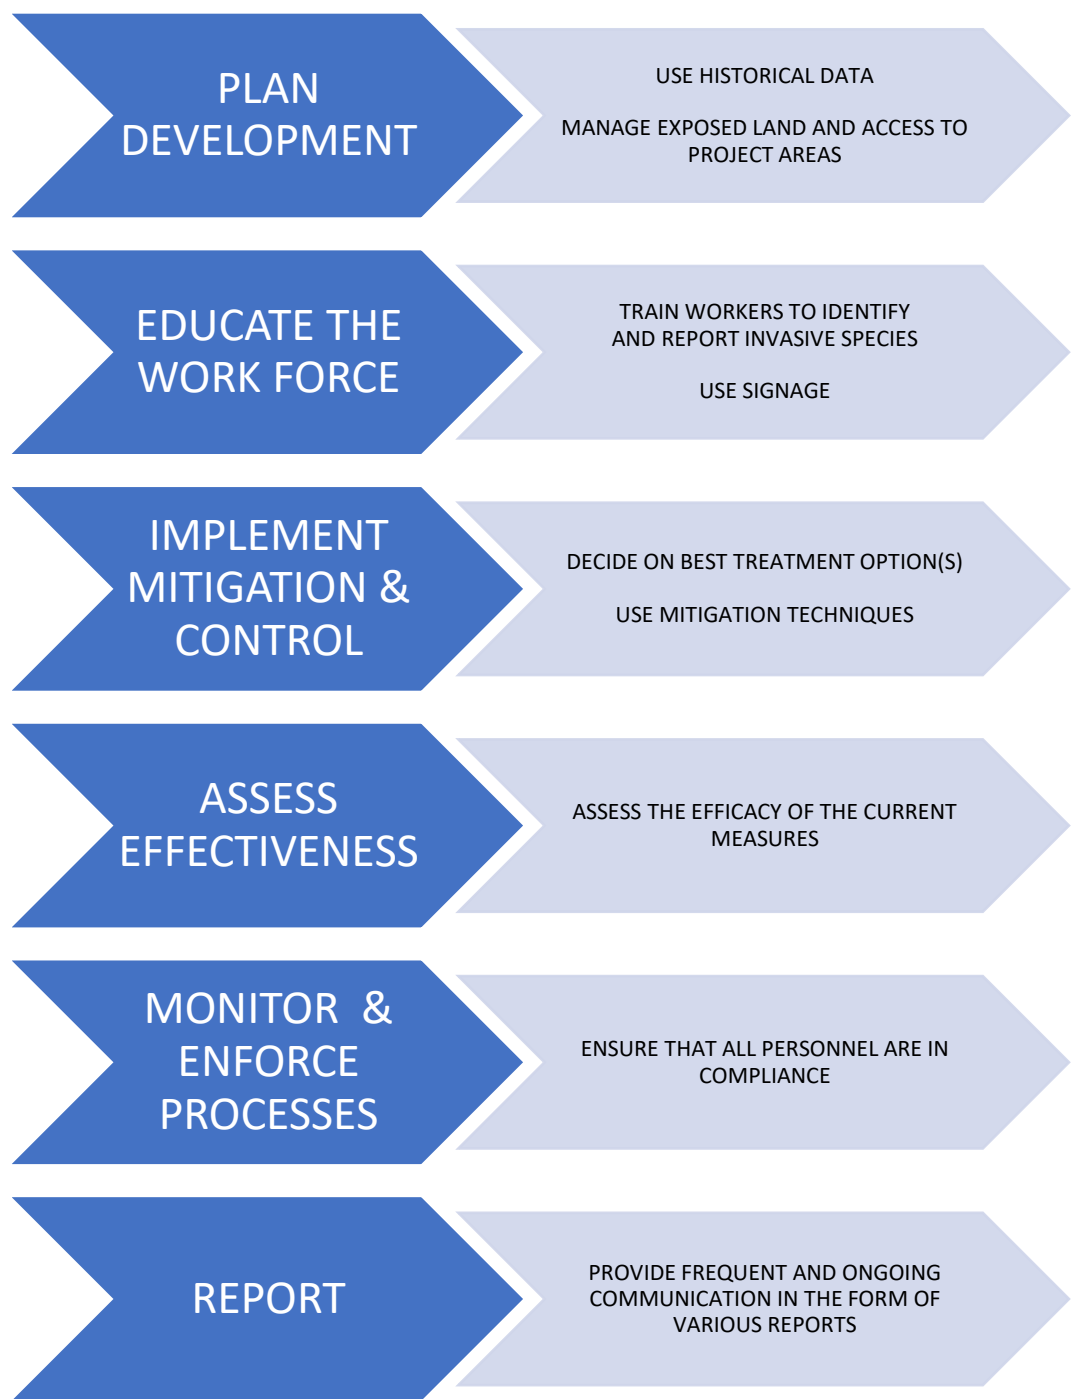 PLAN
DEVELOPMENT
USE HISTORICAL DATA
MANAGE EXPOSED LAND AND ACCESS TO
PROJECT AREAS
EDUCATE THE
WORK FORCE
TRAIN WORKERS TO IDENTIFY
AND REPORT INVASIVE SPECIES
USE SIGNAGE
IMPLEMENT
MITIGATION &
CONTROL
DECIDE ON BEST TREATMENT OPTION(S)
USE MITIGATION TECHNIQUES
ASSESS
EFFECTIVENESS
ASSESS THE EFFICACY OF THE CURRENT
MEASURES
MONITOR &
ENFORCE
PROCESSES
ENSURE THAT ALL PERSONNEL ARE IN
COMPLIANCE
REPORT
PROVIDE FREQUENT AND ONGOING
COMMUNICATION IN THE FORM OF
VARIOUS REPORTS